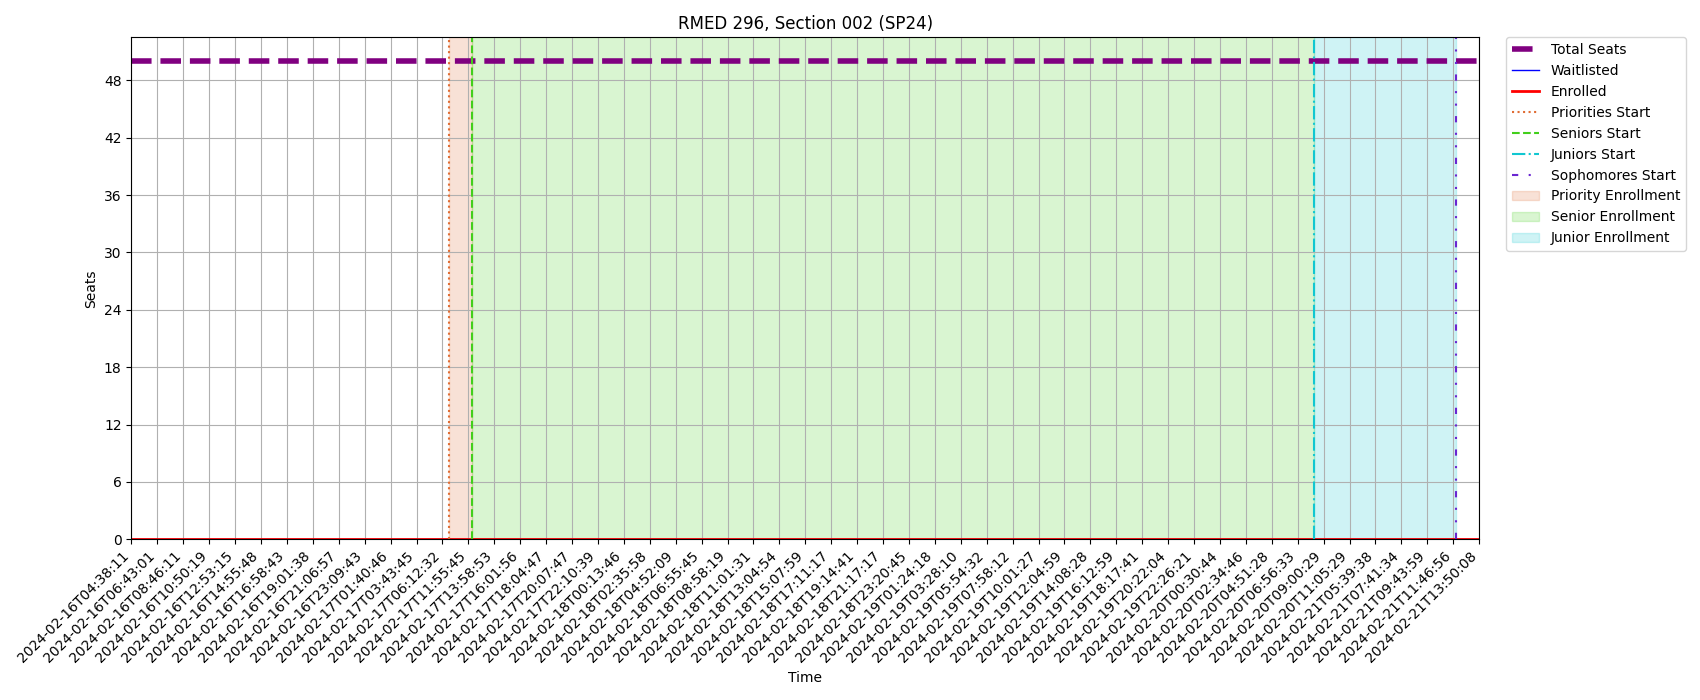 RMED 296, Section 002 (SP24)
Total Seats
Waitlisted
Enrolled
Priorities Start
Seniors Start
Juniors Start
Sophomores Start
Priority Enrollment
Senior Enrollment
Junior Enrollment
Seats
48
42
36
30
24
18
12
6
0
2024-02-16T04:38:11
2024-02-16T06:43:01
2024-02-16T08:46:11
2024-02-16T10:50:19
2024-02-16T12:53:15
2024-02-16T14:55:48
2024-02-16T16:58:43
2024-02-16T19:01:38
2024-02-16T21:06:57
2024-02-16T23:09:43
2024-02-17T01:40:46
2024-02-17T03:43:45
2024-02-17T06:12:32
2024-02-17T11:55:45
2024-02-17T13:58:53
2024-02-17T16:01:56
2024-02-17T18:04:47
2024-02-17T20:07:47
2024-02-17T22:10:39
2024-02-18T00:13:46
2024-02-18T02:35:58
2024-02-18T04:52:09
2024-02-18T06:55:45
2024-02-18T08:58:19
2024-02-18T11:01:31
2024-02-18T13:04:54
2024-02-18T15:07:59
2024-02-18T17:11:17
2024-02-18T19:14:41
2024-02-18T21:17:17
2024-02-18T23:20:45
2024-02-19T01:24:18
2024-02-19T03:28:10
2024-02-19T05:54:32
2024-02-19T07:58:12
2024-02-19T10:01:27
2024-02-19T12:04:59
2024-02-19T14:08:28
2024-02-19T16:12:59
2024-02-19T18:17:41
2024-02-19T20:22:04
2024-02-19T22:26:21
2024-02-20T00:30:44
2024-02-20T02:34:46
2024-02-20T04:51:28
2024-02-20T06:56:33
2024-02-20T09:00:29
2024-02-20T11:05:29
2024-02-21T05:39:38
2024-02-21T07:41:34
2024-02-21T09:43:59
2024-02-21T11:46:56
2024-02-21T13:50:08
Time